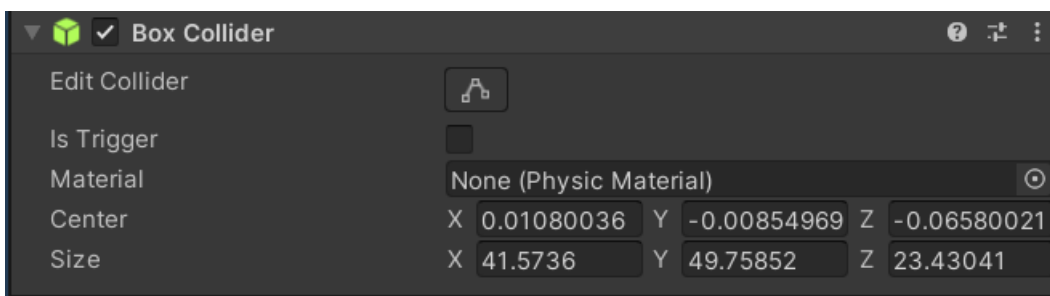 Box Collider
Edit Collider
Is Trigger
Material None (Physic Material)
Center X 0.01080036 Y -0.00854969 Z -0.06580021
Size X 41.5736 Y 49.75852 Z 23.43041